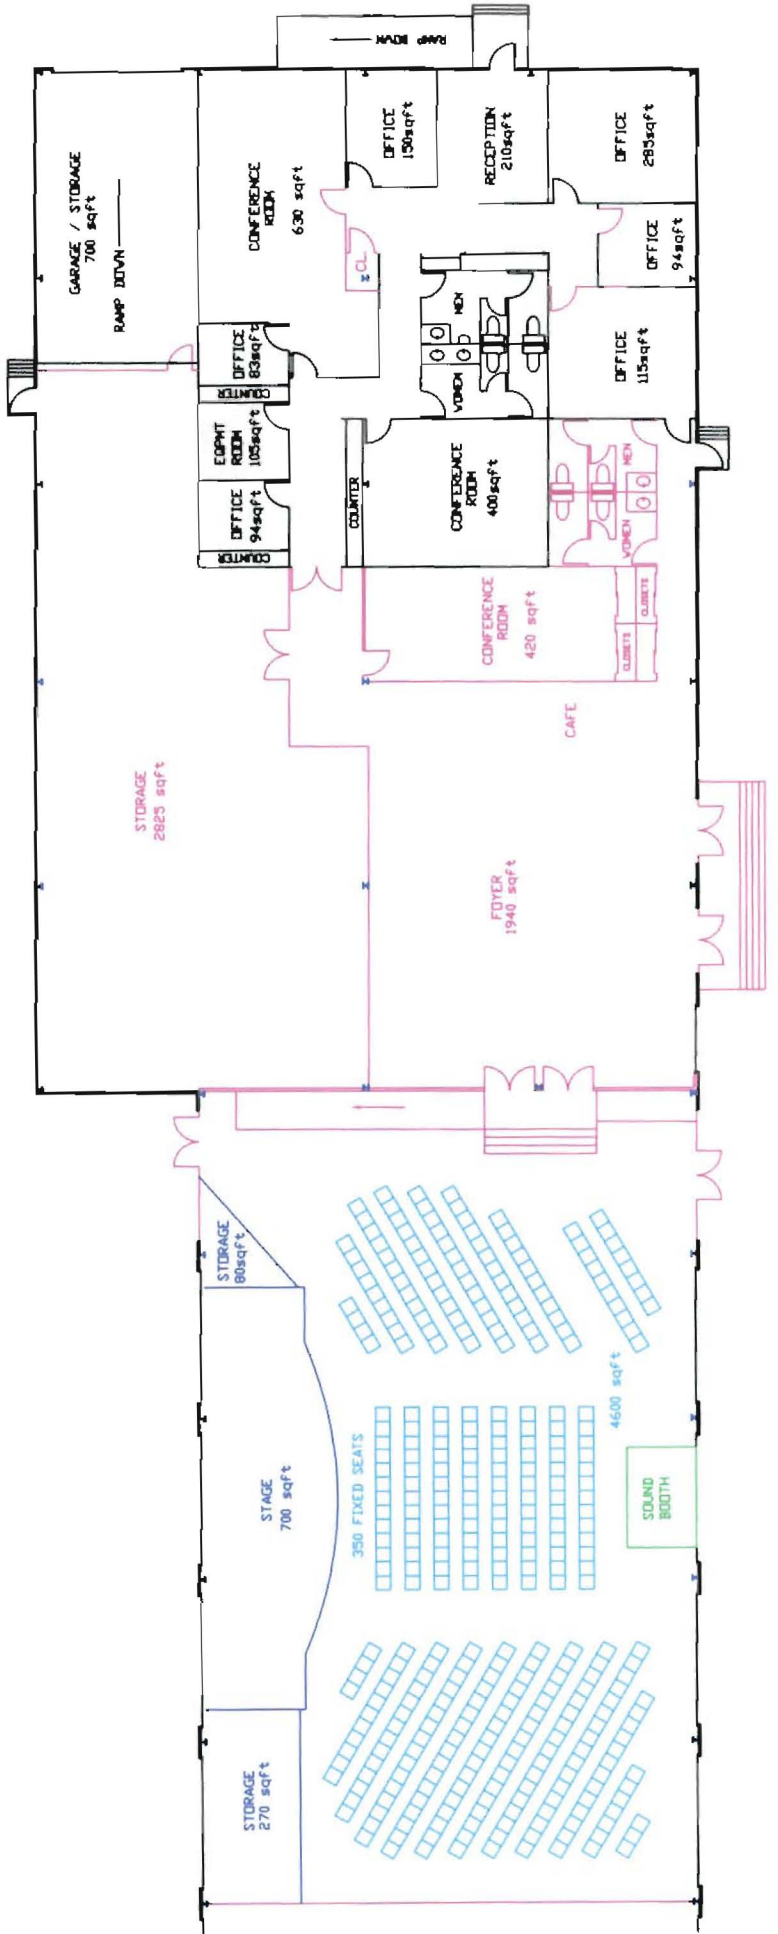 RAMP DOWN
GARAGE / STORAGE
700 sqft
RAMP DOWN
CONFERENCE
ROOM
630 sqft
OFFICE
150sqft
RECEPTION
210sqft
OFFICE
285sqft
CL.
OFFICE
94sqft
OFFICE
83sqft
COUNTER
MEN
WOMEN
OFFICE
115sqft
EQPMT
ROOM
105sqft
OFFICE
94sqft
COUNTER
COUNTER
CONFERENCE
ROOM
400sqft
MEN
WOMEN
CONFERENCE
ROOM
420 sqft
CLOSETS
CLOSETS
CAFE
STORAGE
2825 sqft
FOYER
1940 sqft
STORAGE
80sqft
4600 sqft
350 FIXED SEATS
STAGE
700 sqft
SOUND
BOOTH
STORAGE
270 sqft